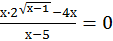 x·2^√(x−1) −4x / x−5 = 0